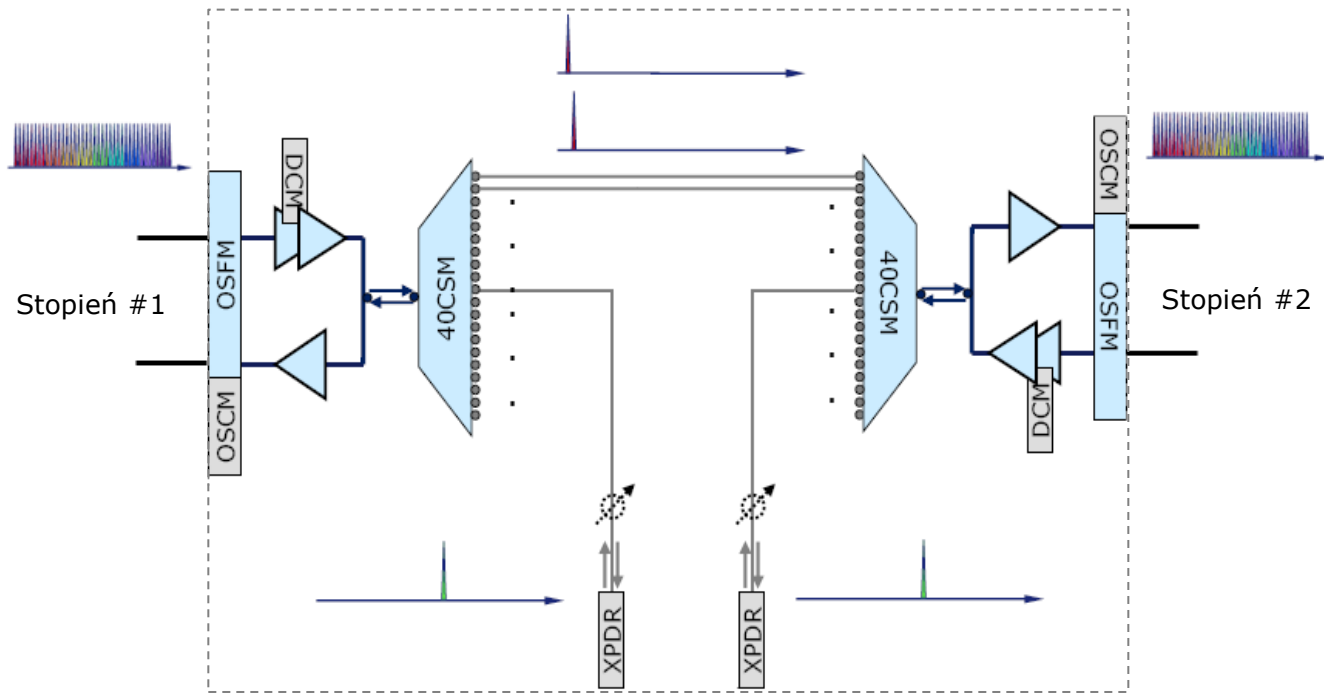 DCM
OSCM
OSFM
40CSM
40CSM
OSFM
Stopień #1
Stopień #2
OSCM
DCM
XPDR
XPDR